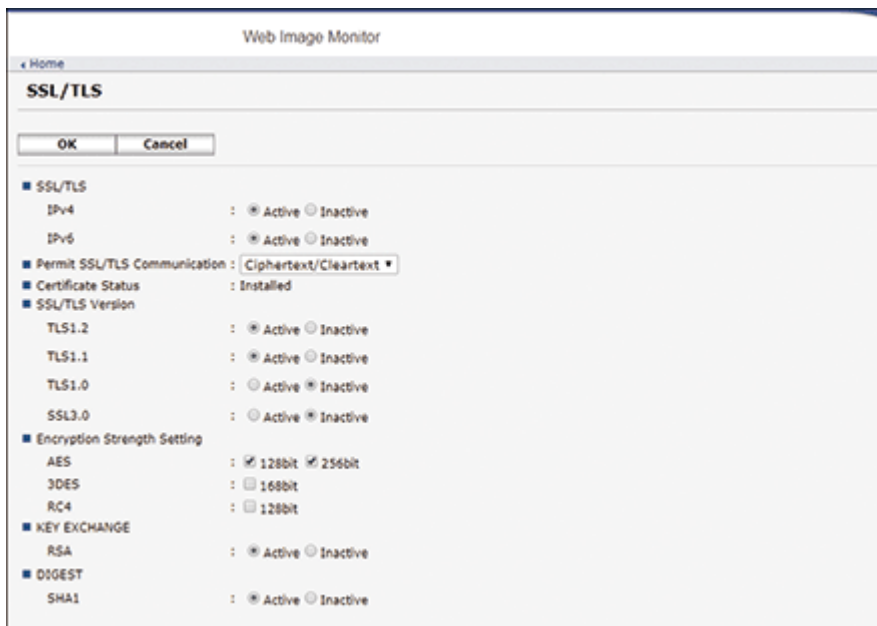 Web Image Monitor
Home
SSL/TLS
OK Cancel
SSL/TLS
IPv4 : Active Inactive
IPv6 : Active Inactive
Permit SSL/TLS Communication : Ciphertext/Cleartext
Certificate Status : Installed
SSL/TLS Version
TLS1.2 : Active Inactive
TLS1.1 : Active Inactive
TLS1.0 : Active Inactive
SSL3.0 : Active Inactive
Encryption Strength Setting
AES : 128bit 256bit
3DES : 168bit
RC4 : 128bit
KEY EXCHANGE
RSA : Active Inactive
DIGEST
SHA1 : Active Inactive